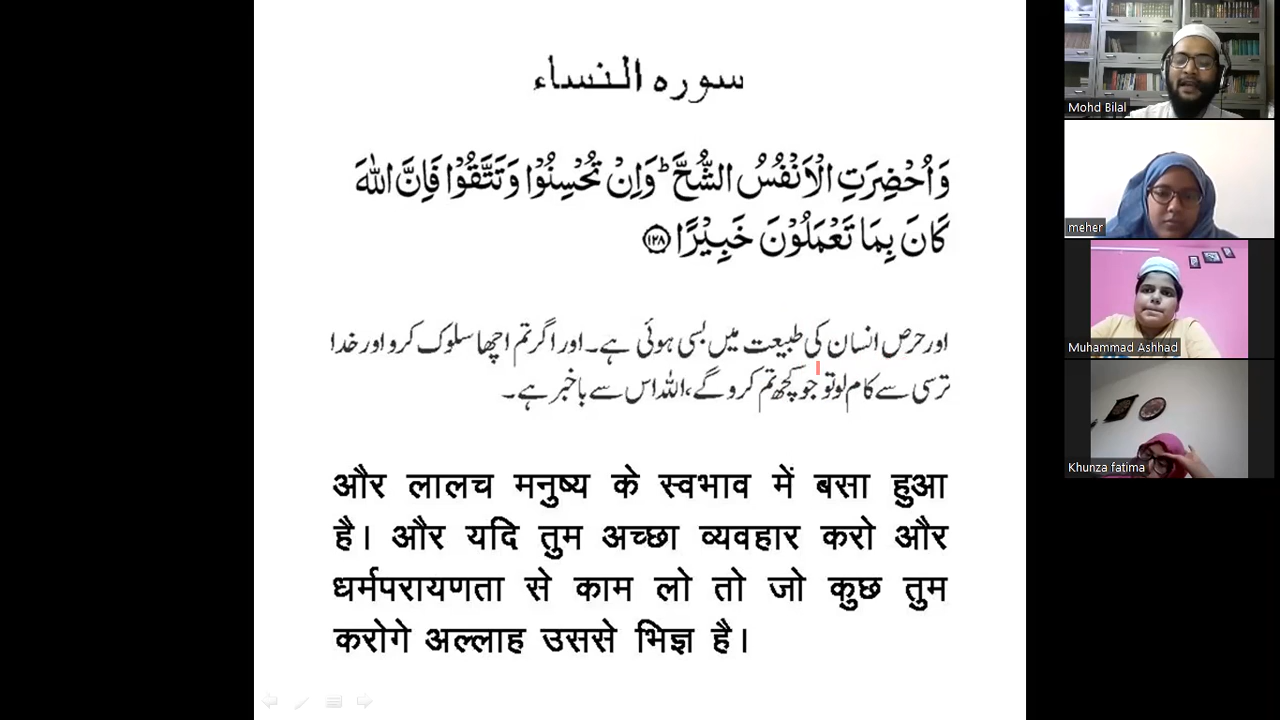 سوره النساء
وَاُحْضِرَتِ الْاَنْفُسُ الشُّحَّ ؕ وَاِنْ تُحْسِنُوْا وَتَتَّقُوْا فَاِنَّ اللّٰهَ
كَانَ بِمَا تَعْمَلُوْنَ خَبِيْرًا ﴿۱۲۸﴾
اور حرص انسان کی طبیعت میں بسی ہوئی ہے۔ اور اگر تم اچھا سلوک کرو اور خدا
ترسی سے کام لو تو جو کچھ تم کرو گے، اللہ اس سے باخبر ہے۔
और लालच मनुष्य के स्वभाव में बसा हुआ
है। और यदि तुम अच्छा व्यवहार करो और
धर्मपरायणता से काम लो तो जो कुछ तुम
करोगे अल्लाह उससे भिज्ञ है।
Mohd Bilal
meher
Muhammad Ashhad
Khunza fatima